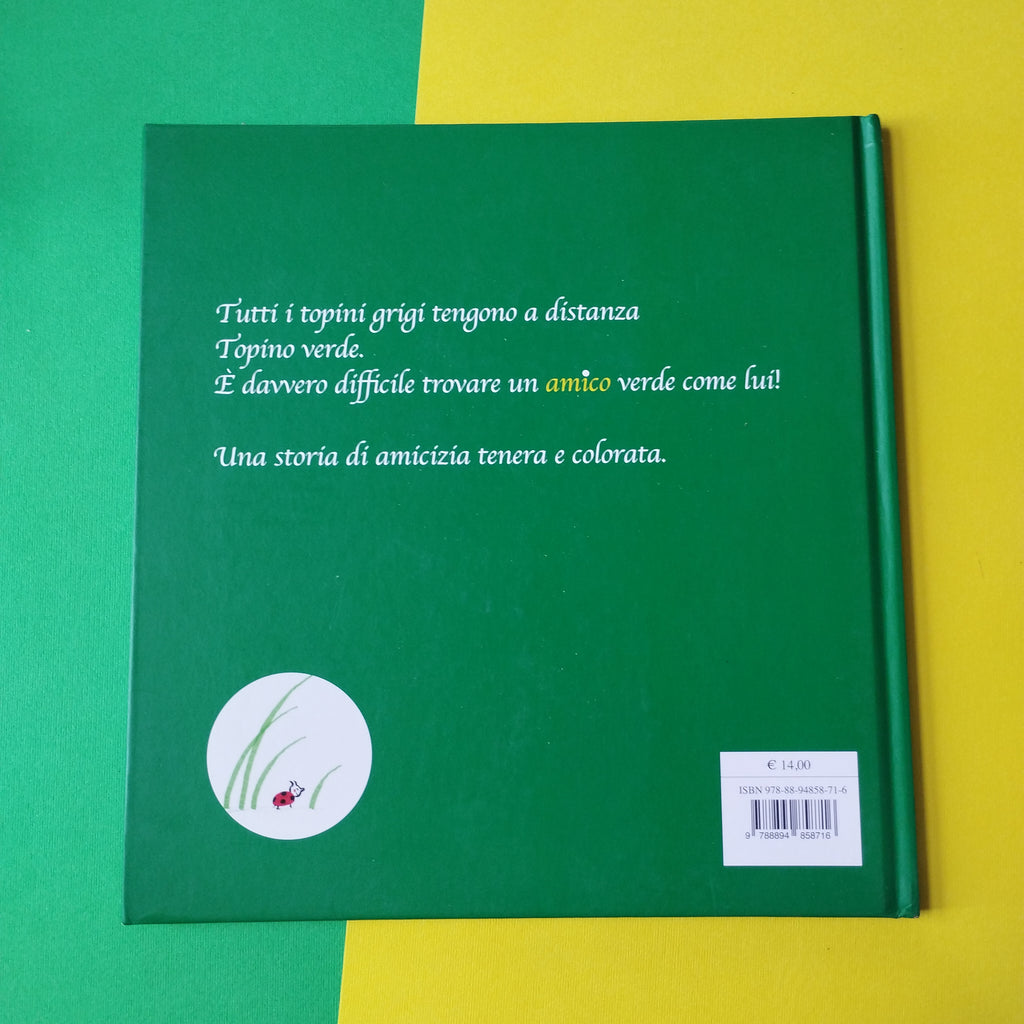 Tutti i topini grigi tengono a distanza
Topino verde.
È davvero difficile trovare un amico verde come lui!
Una storia di amicizia tenera e colorata.
€ 14,00
ISBN 978-88-94858-71-6
9 788894 858716